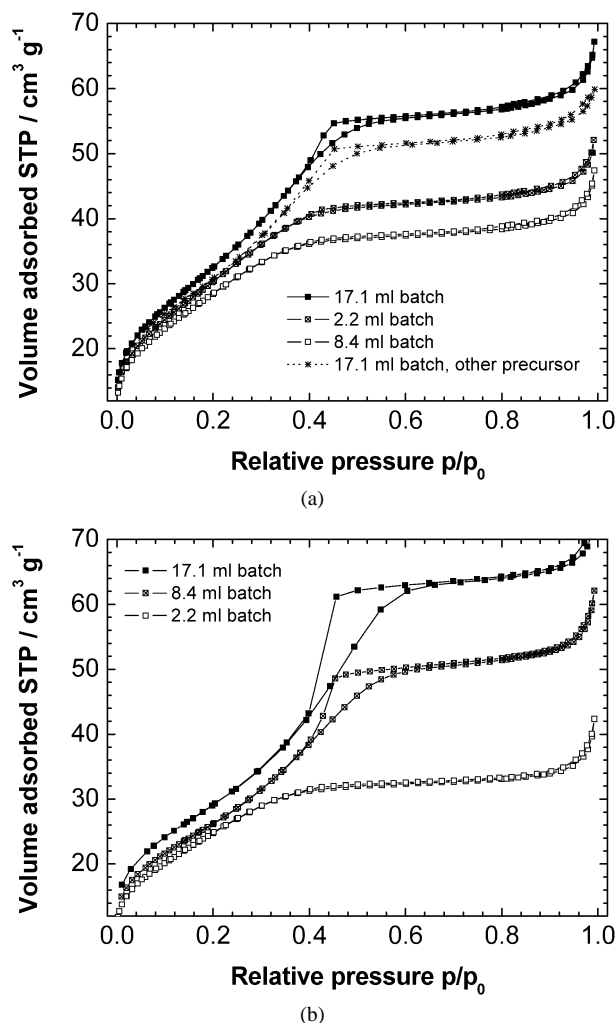 (a)
70
60
50
40
30
20
Volume adsorbed STP / cm³ g⁻¹
17.1 ml batch
2.2 ml batch
8.4 ml batch
17.1 ml batch, other precursor
0.0 0.2 0.4 0.6 0.8 1.0
Relative pressure p/p₀
(a)
70
60
50
40
30
20
Volume adsorbed STP / cm³ g⁻¹
17.1 ml batch
8.4 ml batch
2.2 ml batch
0.0 0.2 0.4 0.6 0.8 1.0
Relative pressure p/p₀
(b)